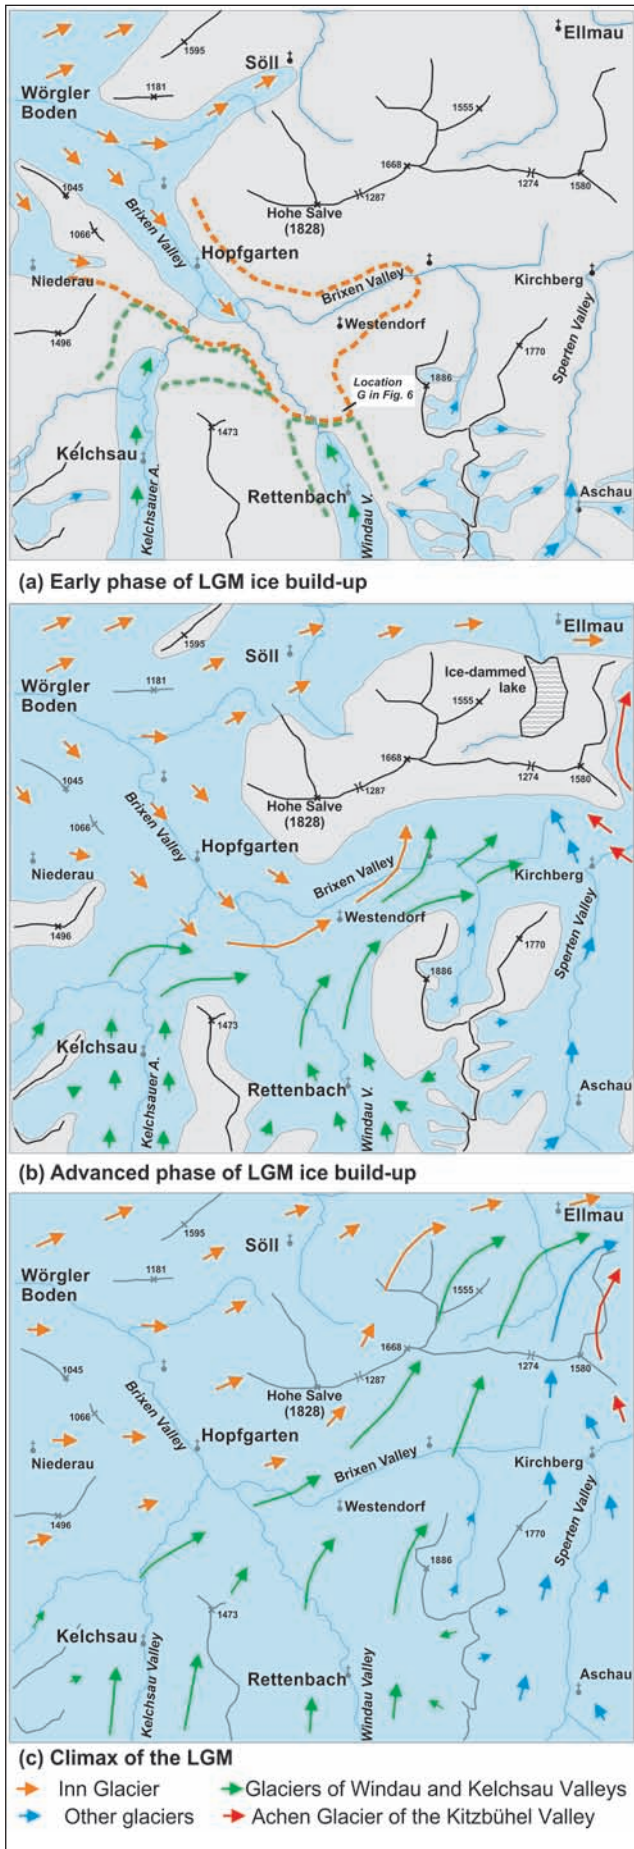 Ellmau
1595
Söll
Wörgler
Boden
1181
1555
1668
1045
Brixen Valley
1287
1274
1580
Hohe Salve
(1828)
1066
Hopfgarten
Niederau
Brixen Valley
Kirchberg
Westendorf
1496
Sperten Valley
1770
Location
G in Fig. 6
1886
Kelchsau
1473
Rettenbach
Aschau
Kelchsauer A.
Windau V.
(a) Early phase of LGM ice build-up
Ellmau
1595
Söll
Ice-dammed
lake
Wörgler
Boden
1181
1555
1668
1045
Brixen Valley
1287
1274
1580
Hohe Salve
(1828)
1066
Hopfgarten
Niederau
Brixen Valley
Kirchberg
Westendorf
1496
Sperten Valley
1770
1886
Kelchsau
1473
Rettenbach
Aschau
Kelchsauer A.
Windau V.
(b) Advanced phase of LGM ice build-up
Ellmau
1595
Söll
Wörgler
Boden
1181
1555
1668
1045
Brixen Valley
1287
1274
1580
Hohe Salve
(1828)
1066
Hopfgarten
Niederau
Brixen Valley
Kirchberg
Westendorf
1496
Sperten Valley
1770
1886
1473
Kelchsau
Rettenbach
Aschau
Kelchsau Valley
Windau Valley
(c) Climax of the LGM
Inn Glacier
Glaciers of Windau and Kelchsau Valleys
Other glaciers
Achen Glacier of the Kitzbühel Valley